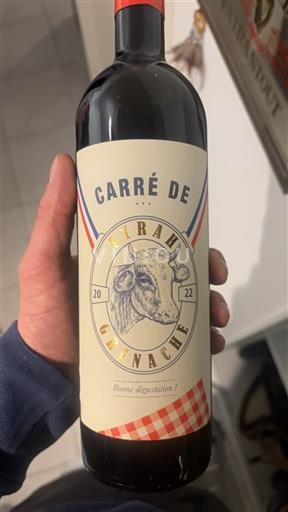 CARRÉ DE
SYRAH
20 22
GRENACHE
Bonne dégustation !